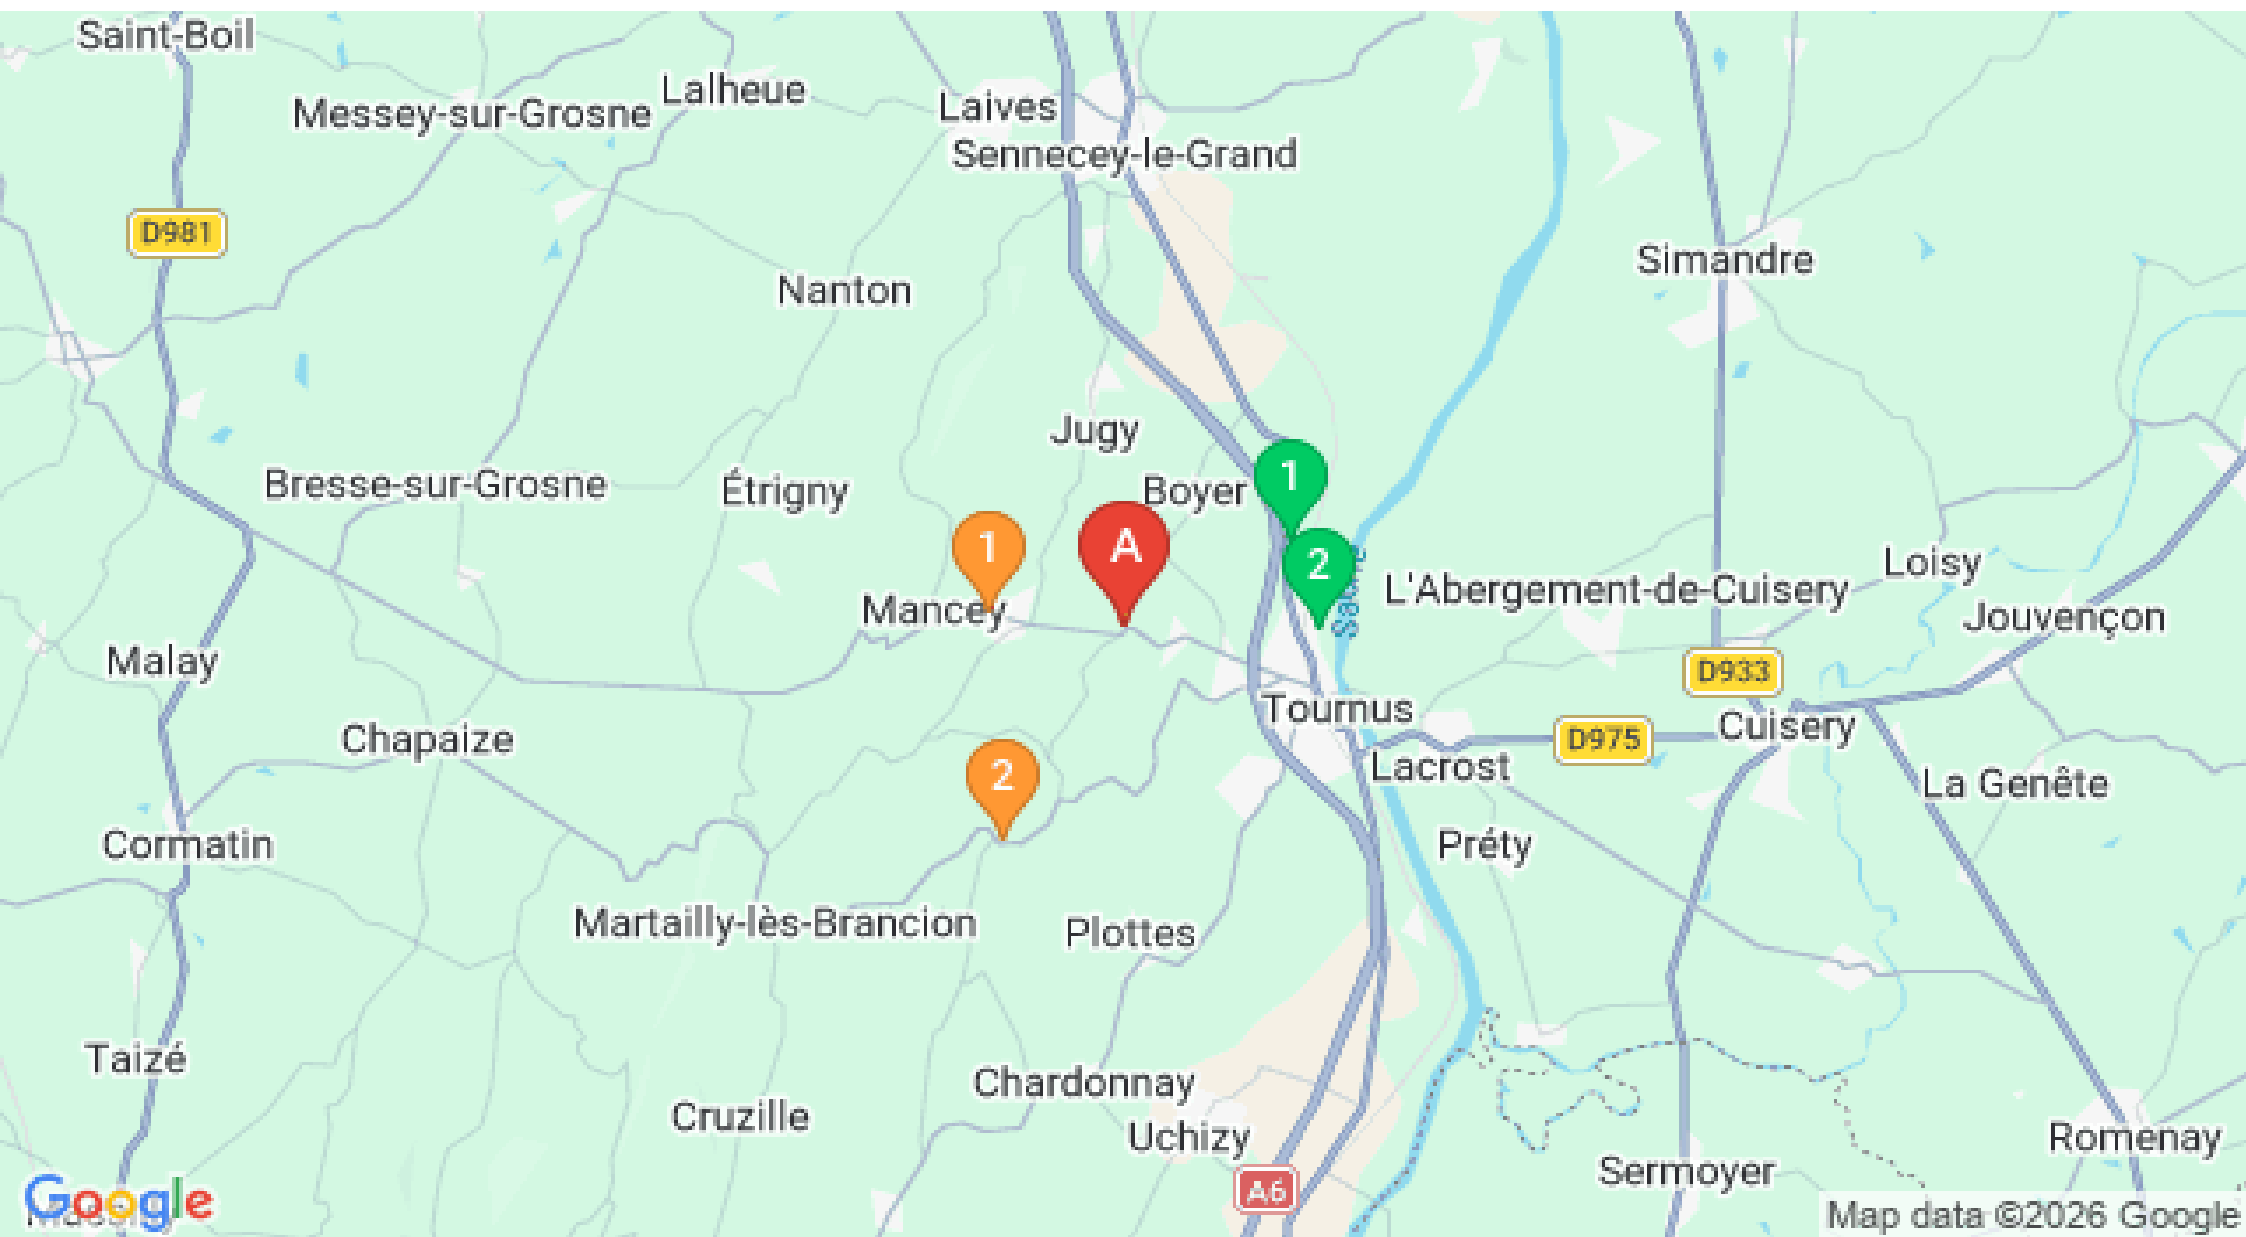 Saint-Boil
Lalheue
Messey-sur-Grosne
Laives
Sennecey-le-Grand
D981
Simandre
Nanton
Jugy
1
Bresse-sur-Grosne
Étrigny
Boyer
1
A
2
Loisy
L'Abergement-de-Cuisery
Mancey
Jouvençon
Malay
D933
Tournus
Cuisery
Chapaize
D975
Lacrost
2
La Genête
Cormatin
Préty
Martailly-lès-Brancion
Plottes
Taizé
Chardonnay
Cruzille
Uchizy
Romenay
Sermoyer
A6
Google
Map data ©2026 Google